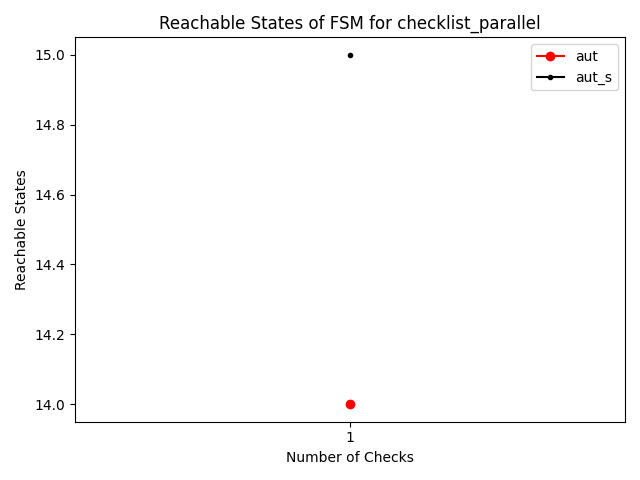 Reachable States of FSM for checklist_parallel
15.0
14.8
14.6
14.4
14.2
14.0
Reachable States
1
Number of Checks
aut
aut_s